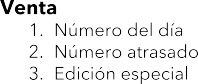 Venta
1. Número del día
2. Número atrasado
3. Edición especial